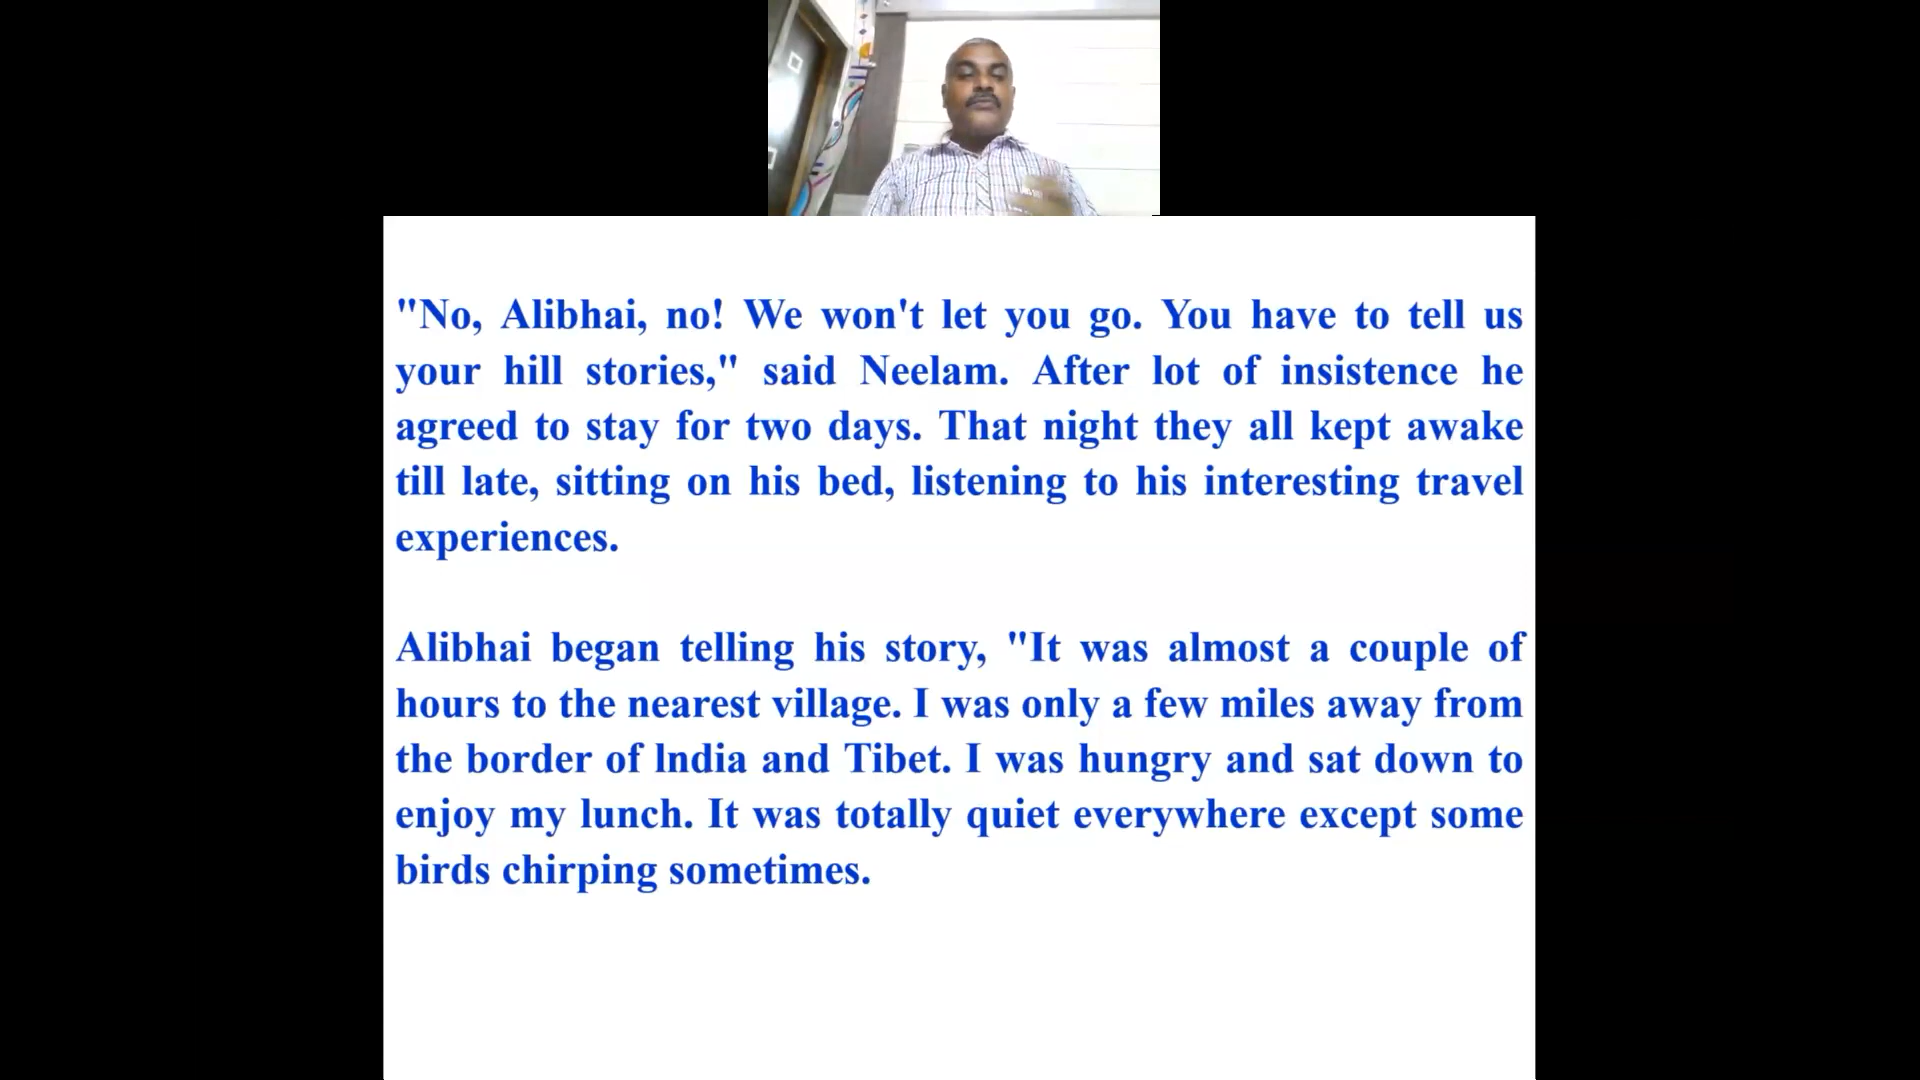 "No, Alibhai, no! We won't let you go. You have to tell us
your hill stories," said Neelam. After lot of insistence he
agreed to stay for two days. That night they all kept awake
till late, sitting on his bed, listening to his interesting travel
experiences.
Alibhai began telling his story, "It was almost a couple of
hours to the nearest village. I was only a few miles away from
the border of lndia and Tibet. I was hungry and sat down to
enjoy my lunch. It was totally quiet everywhere except some
birds chirping sometimes.